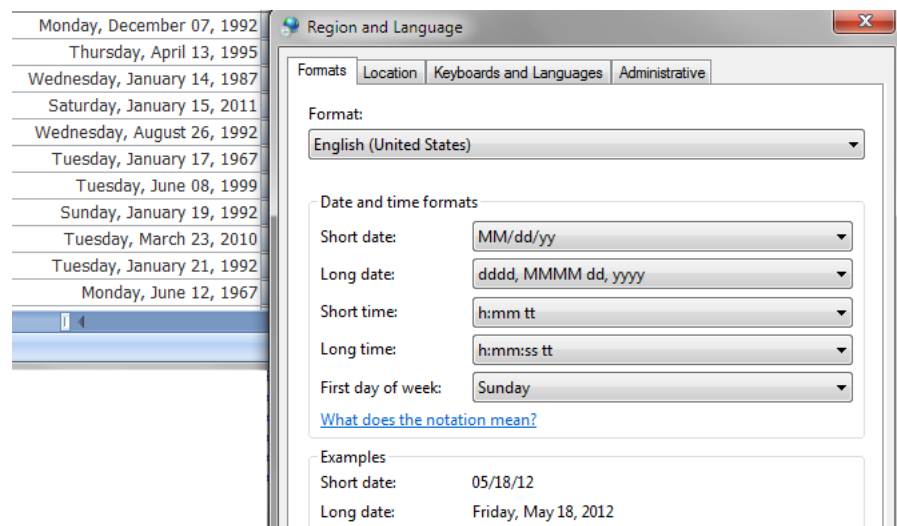 Monday, December 07, 1992
Thursday, April 13, 1995
Wednesday, January 14, 1987
Saturday, January 15, 2011
Wednesday, August 26, 1992
Tuesday, January 17, 1967
Tuesday, June 08, 1999
Sunday, January 19, 1992
Tuesday, March 23, 2010
Tuesday, January 21, 1992
Monday, June 12, 1967
Region and Language
Formats Location Keyboards and Languages Administrative
Format:
English (United States)
Date and time formats
Short date: MM/dd/yy
Long date: dddd, MMMM dd, yyyy
Short time: h:mm tt
Long time: h:mm:ss tt
First day of week: Sunday
What does the notation mean?
Examples
Short date: 05/18/12
Long date: Friday, May 18, 2012